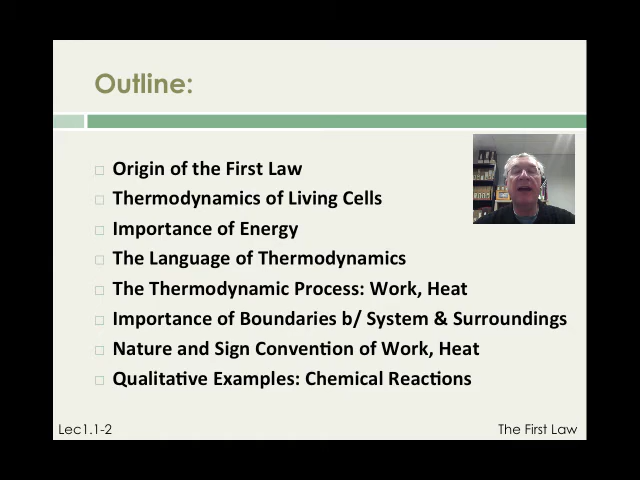 Outline:
Origin of the First Law
Thermodynamics of Living Cells
Importance of Energy
The Language of Thermodynamics
The Thermodynamic Process: Work, Heat
Importance of Boundaries b/ System & Surroundings
Nature and Sign Convention of Work, Heat
Qualitative Examples: Chemical Reactions
Lec1.1-2
The First Law